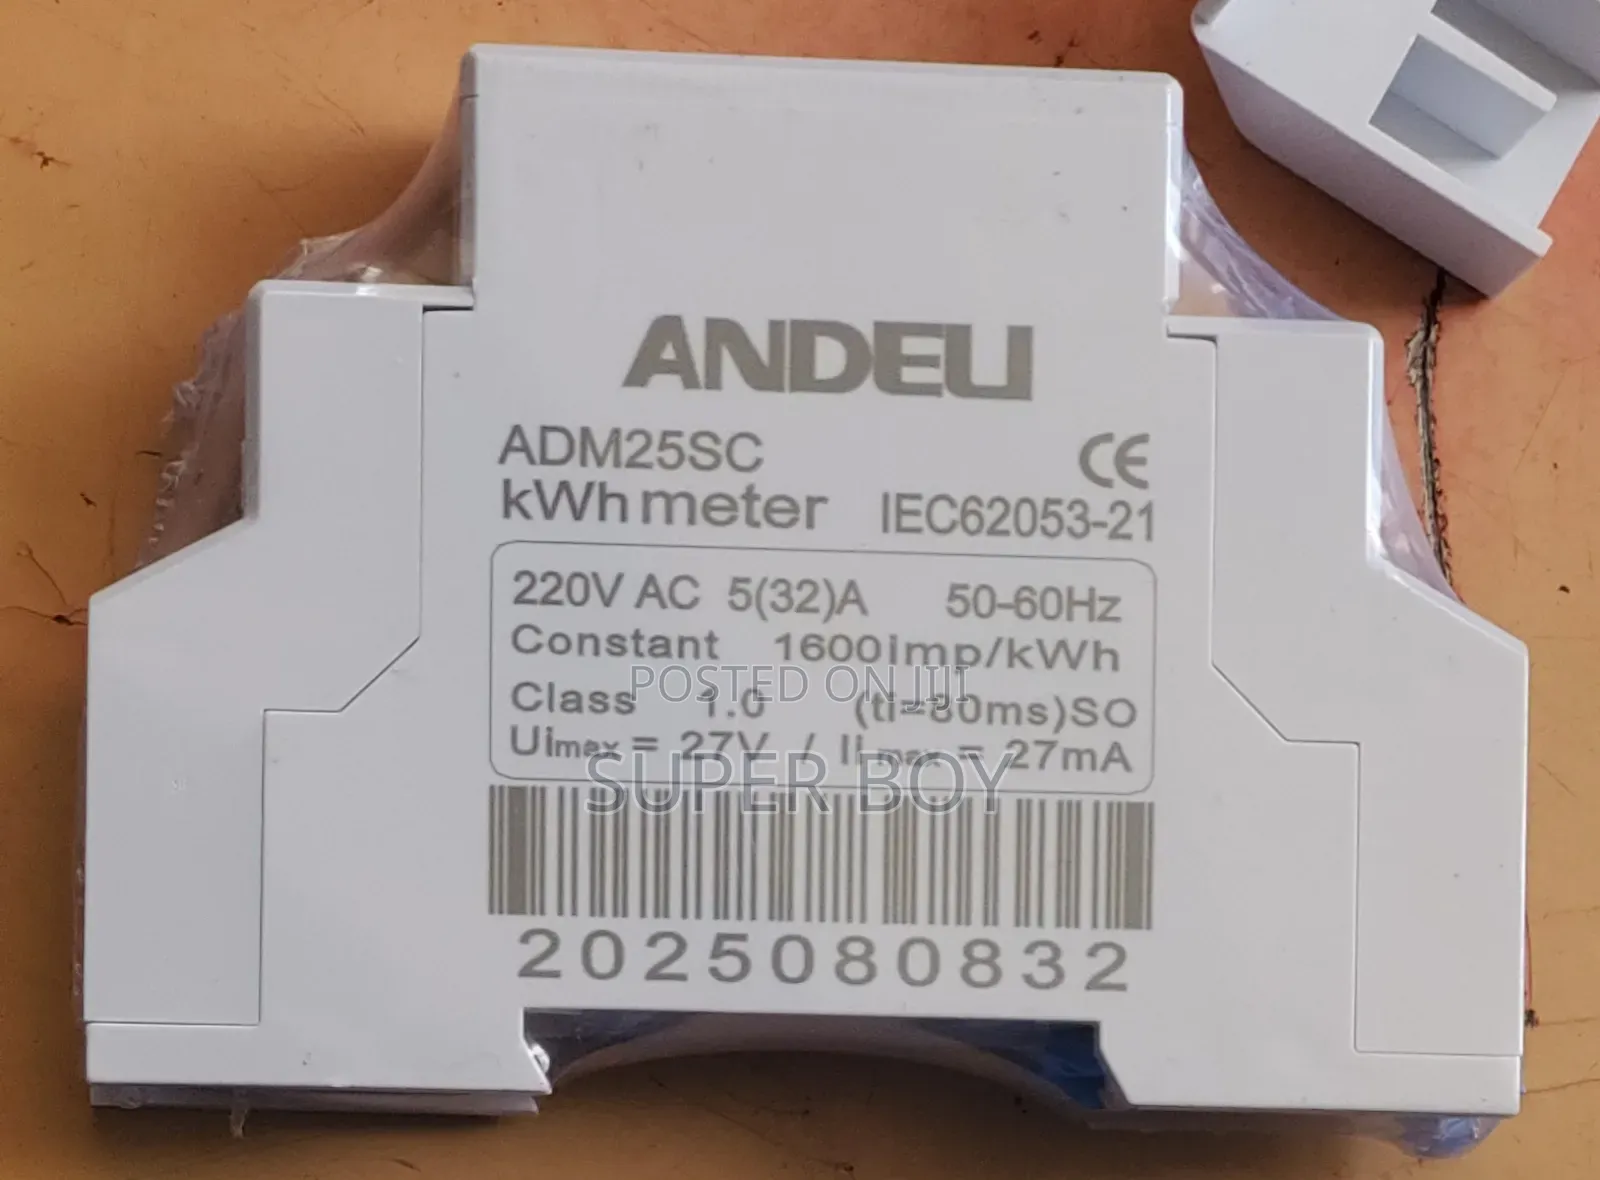 ANDELI
ADM25SC
CE
kWh meter IEC62053-21
220V AC 5(32)A 50-60Hz
Constant 1600imp/kWh
POSTED ON JIJI
Class 1.0 (ti=80ms)SO
Uimax = 27V / Iimax = 27mA
SUPER BOY
2025080832